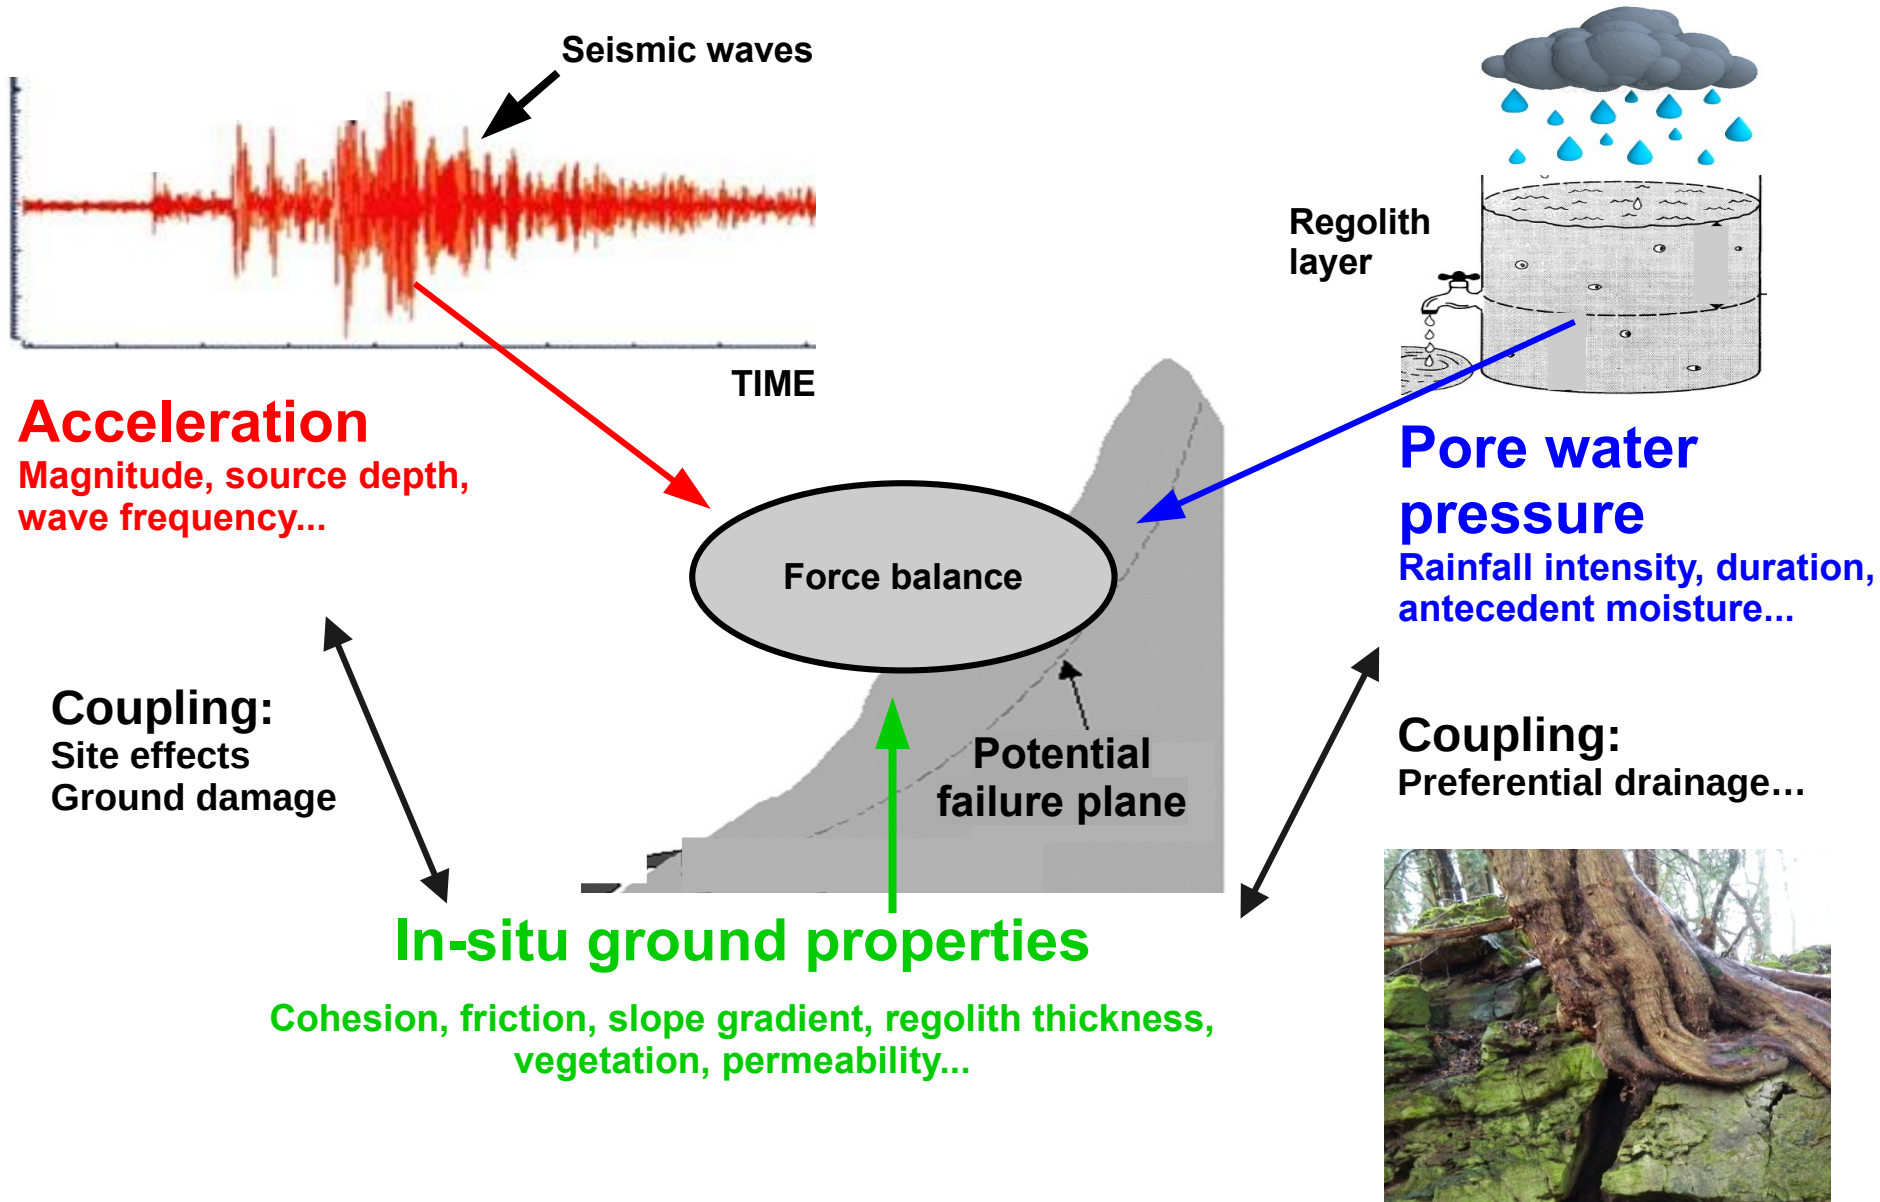 Seismic waves
TIME
Regolith
layer
Acceleration
Magnitude, source depth,
wave frequency...
Pore water
pressure
Rainfall intensity, duration,
antecedent moisture...
Force balance
Coupling:
Site effects
Ground damage
Potential
failure plane
Coupling:
Preferential drainage...
In-situ ground properties
Cohesion, friction, slope gradient, regolith thickness,
vegetation, permeability...